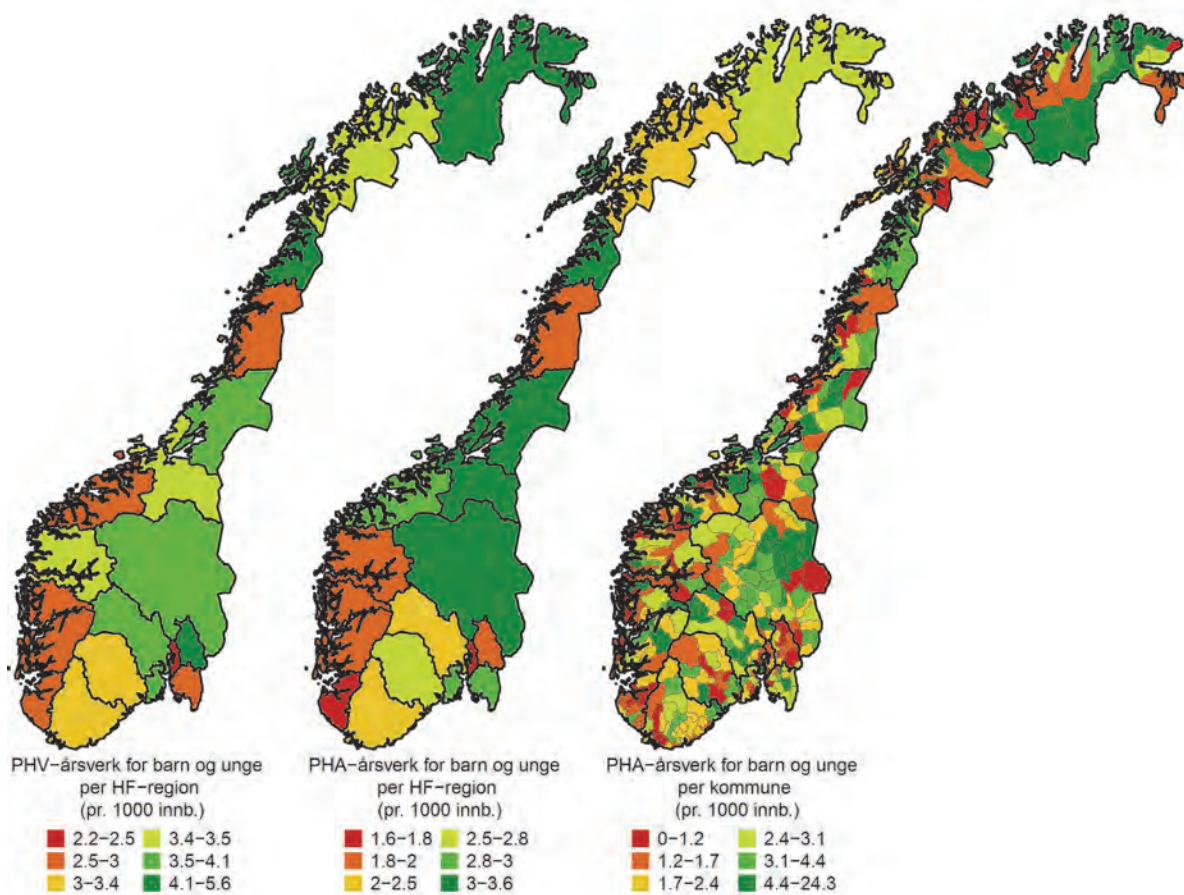 PHV−årsverk for barn og unge
per HF−region
(pr. 1000 innb.)
2.2−2.5
2.5−3
3−3.4
3.4−3.5
3.5−4.1
4.1−5.6
PHA−årsverk for barn og unge
per HF−region
(pr. 1000 innb.)
1.6−1.8
1.8−2
2−2.5
2.5−2.8
2.8−3
3−3.6
PHA−årsverk for barn og unge
per kommune
(pr. 1000 innb.)
0−1.2
1.2−1.7
1.7−2.4
2.4−3.1
3.1−4.4
4.4−24.3